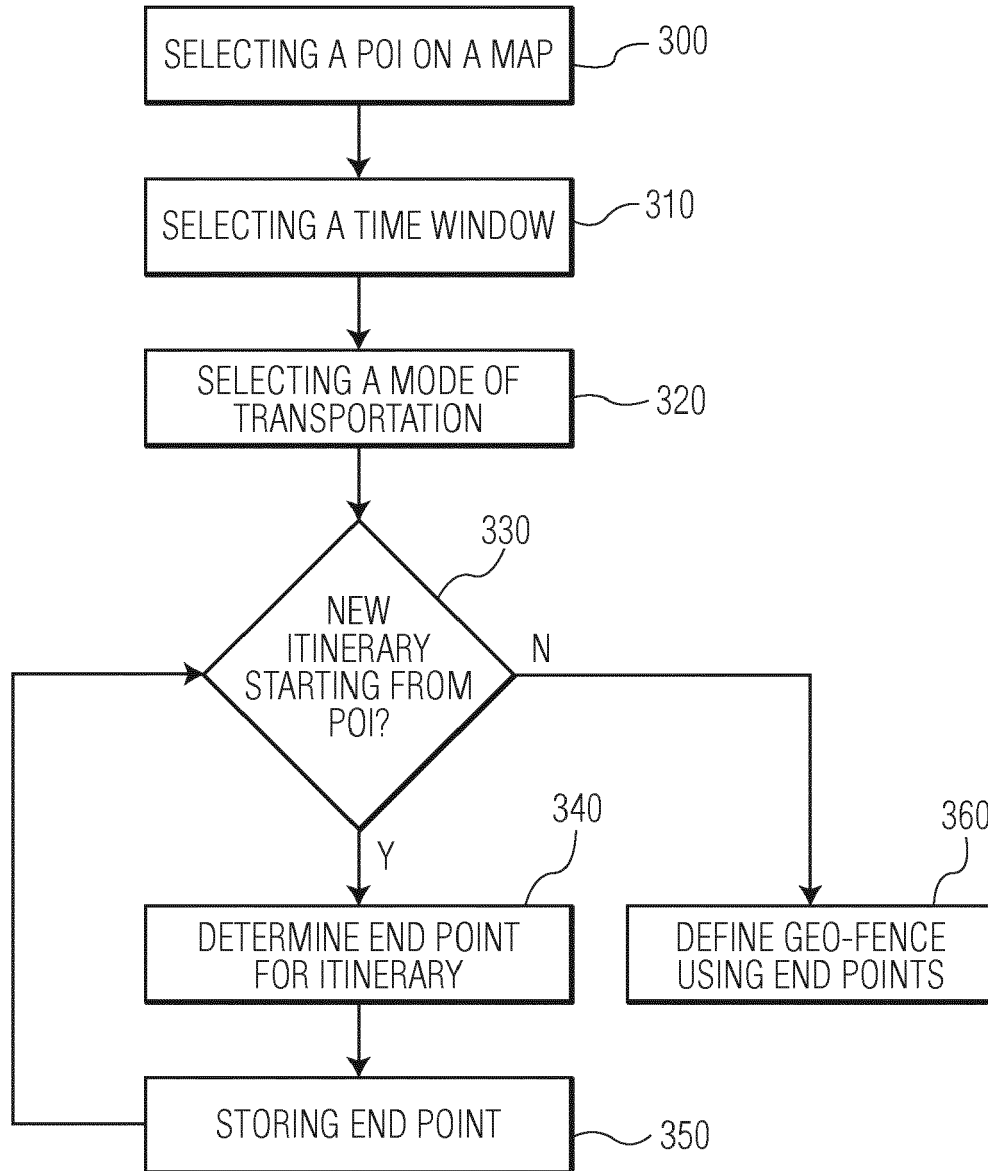 SELECTING A POI ON A MAP
300
SELECTING A TIME WINDOW
310
SELECTING A MODE OF
TRANSPORTATION
320
330
NEW
ITINERARY
STARTING FROM
POI?
N
Y
340
360
DETERMINE END POINT
FOR ITINERARY
DEFINE GEO-FENCE
USING END POINTS
STORING END POINT
350